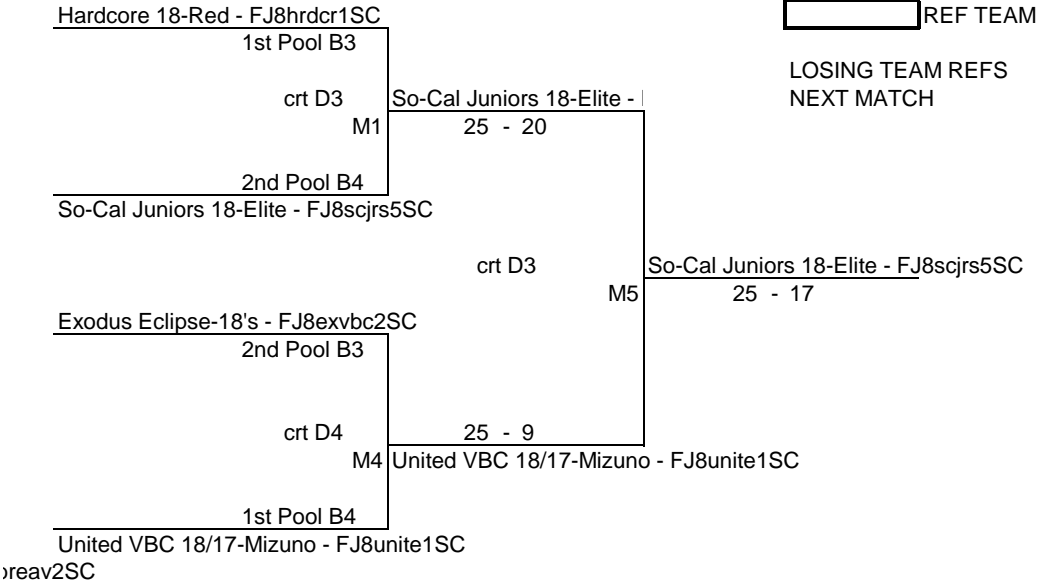 Hardcore 18-Red - FJ8hrdcr1SC
REF TEAM
1st Pool B3
LOSING TEAM REFS
NEXT MATCH
crt D3
So-Cal Juniors 18-Elite -
M1
25 - 20
2nd Pool B4
So-Cal Juniors 18-Elite - FJ8scjrs5SC
crt D3
So-Cal Juniors 18-Elite - FJ8scjrs5SC
M5
25 - 17
Exodus Eclipse-18's - FJ8exvbc2SC
2nd Pool B3
crt D4
25 - 9
M4
United VBC 18/17-Mizuno - FJ8unite1SC
1st Pool B4
United VBC 18/17-Mizuno - FJ8unite1SC
reav2SC